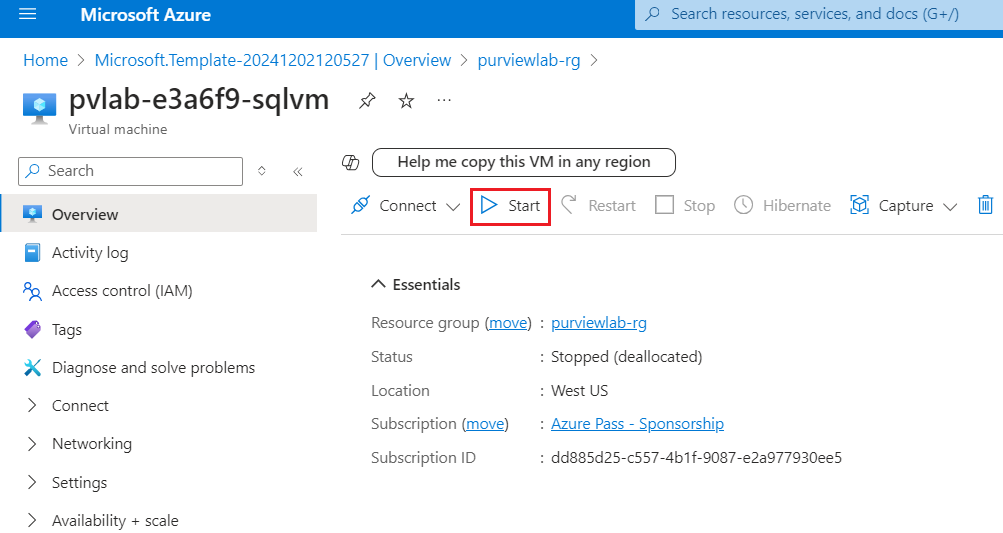 Microsoft Azure
Search resources, services, and docs (G+/)
Home > Microsoft.Template-20241202120527 | Overview > purviewlab-rg >
pvlab-e3a6f9-sqlvm
Virtual machine
Search
Help me copy this VM in any region
Connect Start Restart Stop Hibernate Capture
Overview
Activity log
Access control (IAM)
Tags
Diagnose and solve problems
Connect
Networking
Settings
Availability + scale
Essentials
Resource group (move) : purviewlab-rg
Status : Stopped (deallocated)
Location : West US
Subscription (move) : Azure Pass - Sponsorship
Subscription ID : dd885d25-c557-4b1f-9087-e2a977930ee5